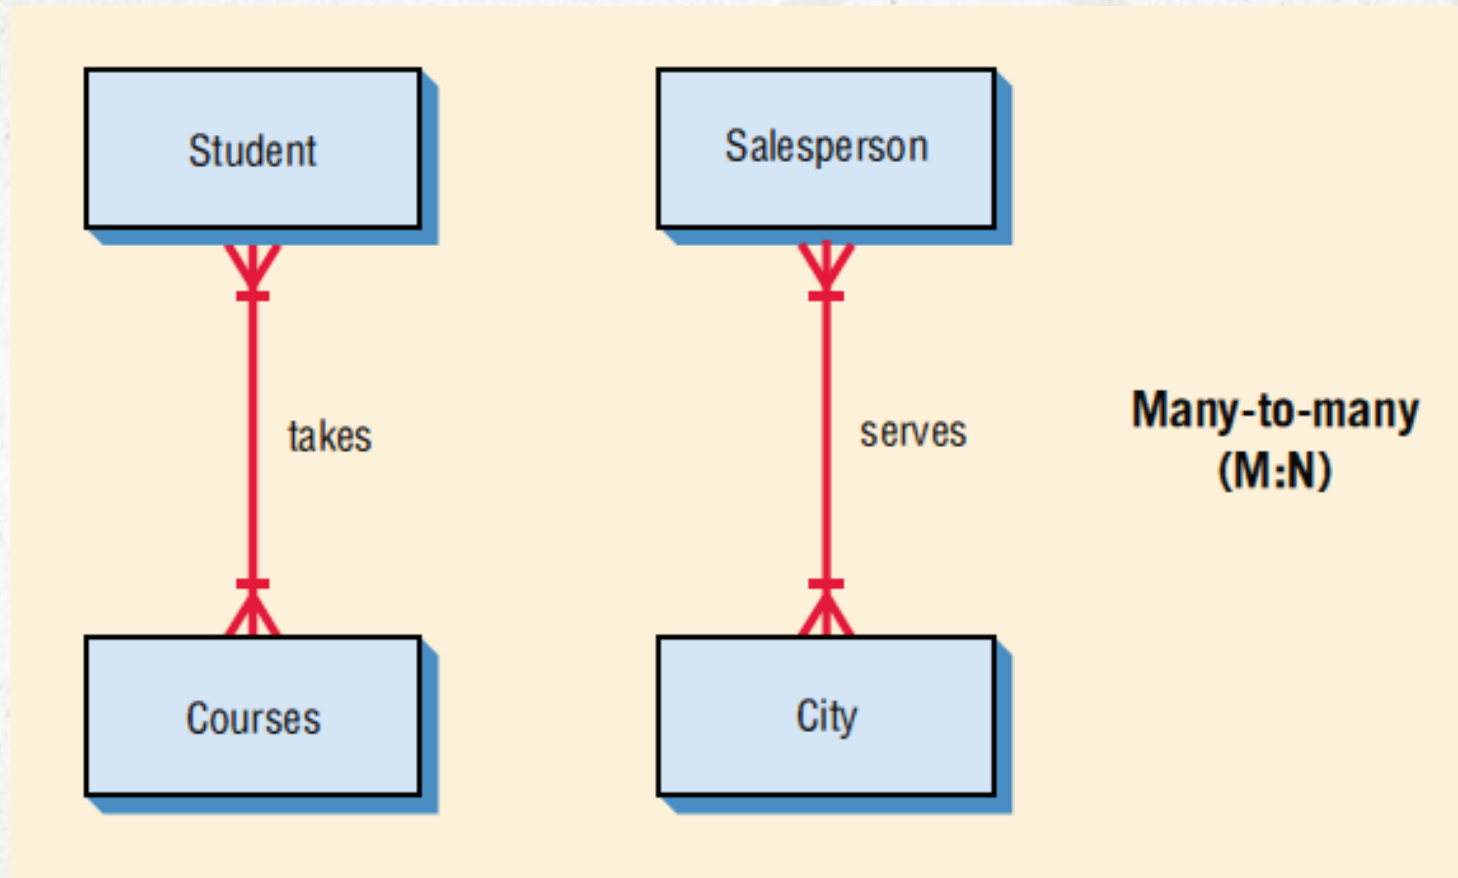 Student
Salesperson
takes
serves
Many-to-many
(M:N)
Courses
City